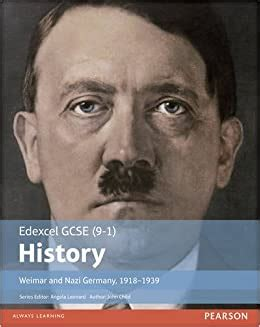 Edexcel GCSE (9-1)
History
Weimar and Nazi Germany, 1918–1939
Series Editor: Angela Leonard Author: John Child
ALWAYS LEARNING
PEARSON